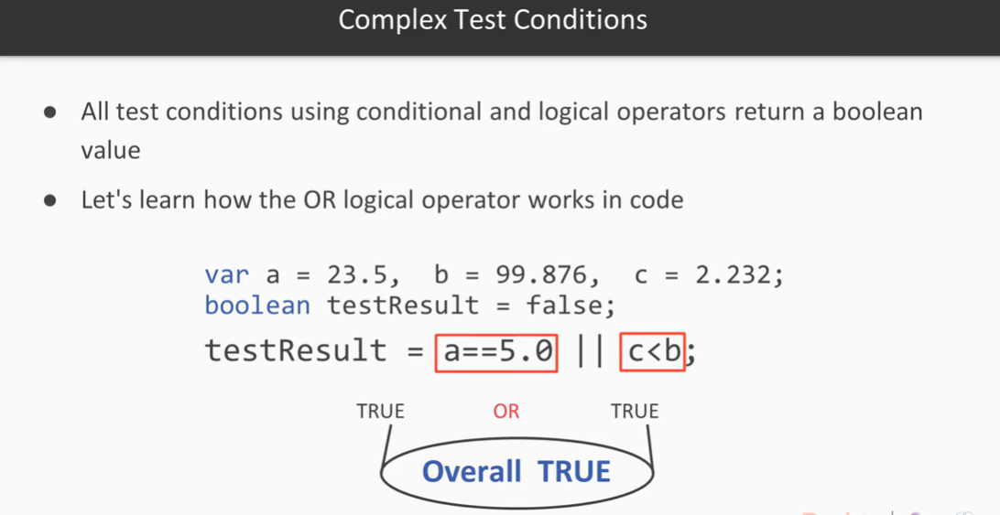 Complex Test Conditions
● All test conditions using conditional and logical operators return a boolean
value
● Let's learn how the OR logical operator works in code
var a = 23.5, b = 99.876, c = 2.232;
boolean testResult = false;
testResult = a==5.0 || c<b;
TRUE OR TRUE
Overall TRUE